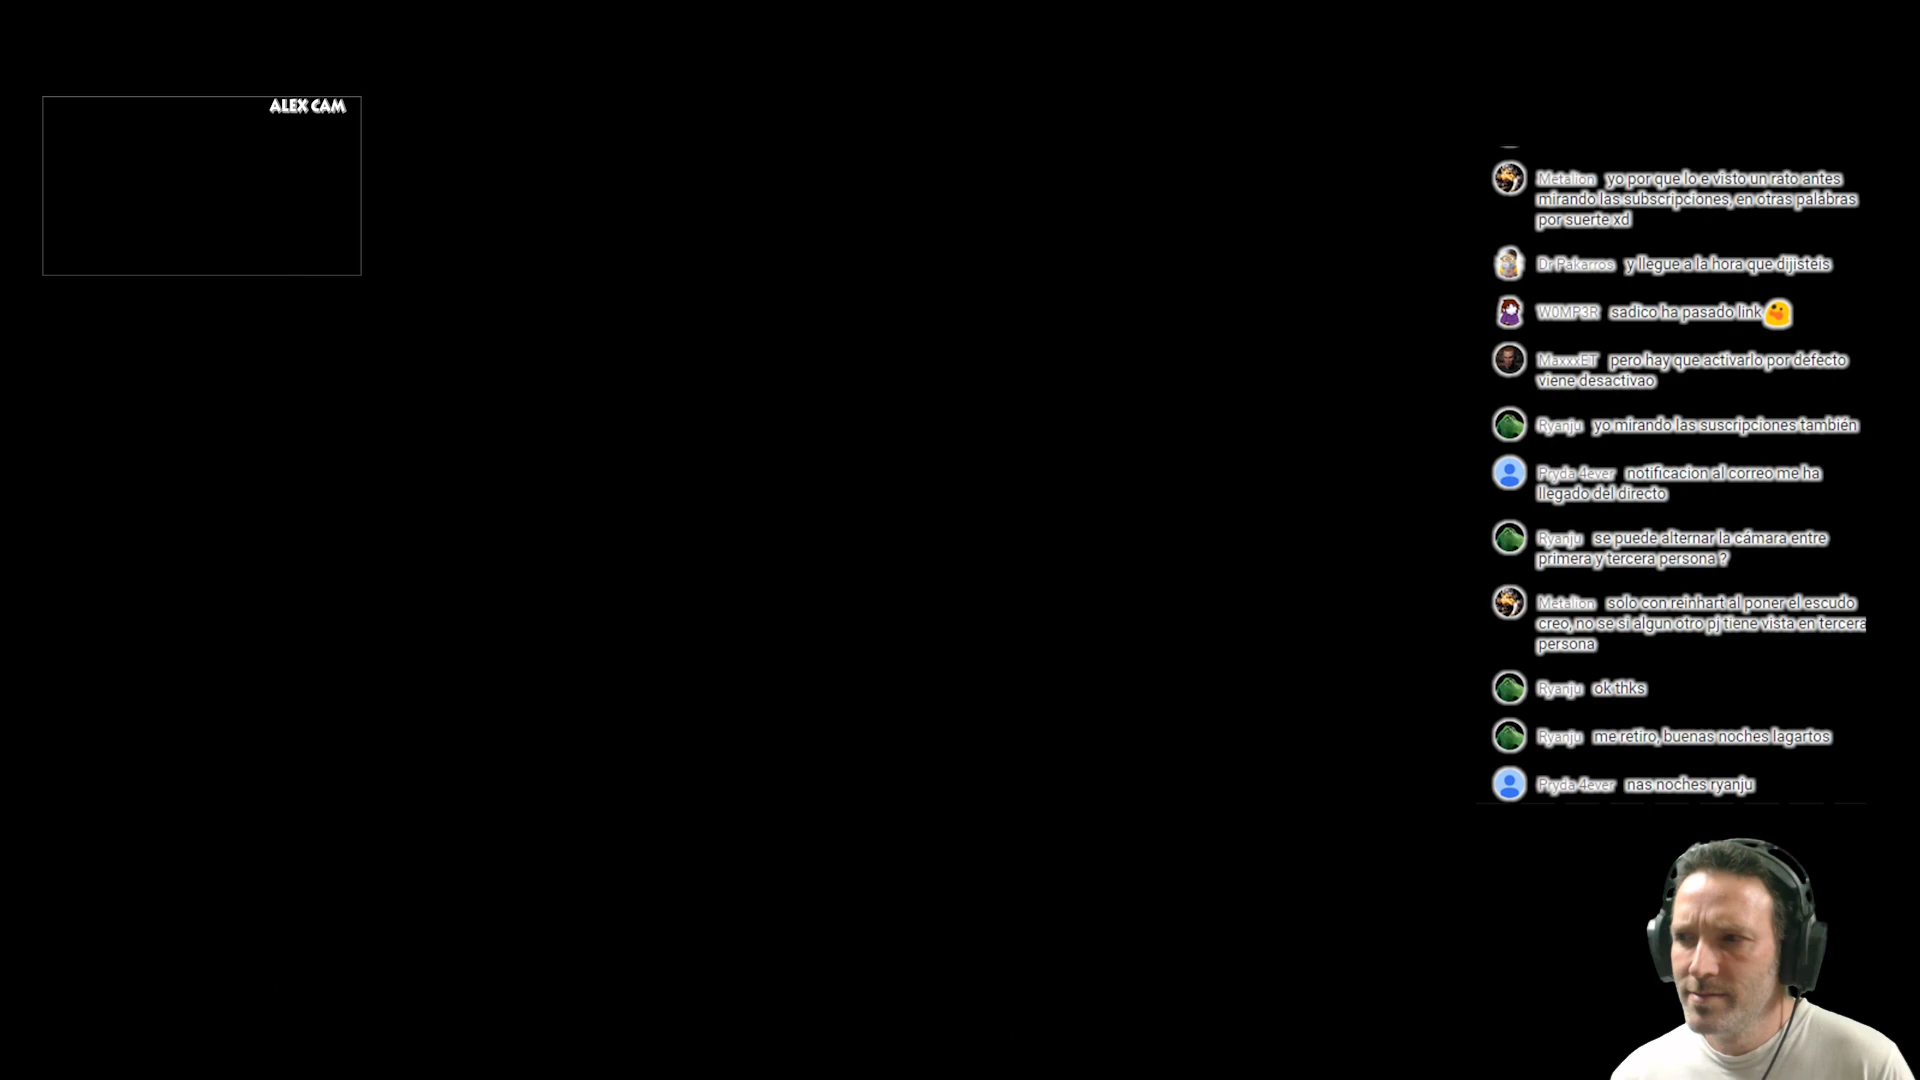 ALEX CAM
Metalion yo por que lo e visto un rato antes
mirando las subscripciones, en otras palabras
por suerte xd
Dr Pakarros y llegue a la hora que dijisteis
W0MP3R sadico ha pasado link
MaxxxET pero hay que activarlo por defecto
viene desactivao
Ryanju yo mirando las suscripciones también
Pryda 4ever notificacion al correo me ha
llegado del directo
Ryanju se puede alternar la cámara entre
primera y tercera persona ?
Metalion solo con reinhart al poner el escudo
creo, no se si algun otro pj tiene vista en tercera
persona
Ryanju ok thks
Ryanju me retiro, buenas noches lagartos
Pryda 4ever nas noches ryanju